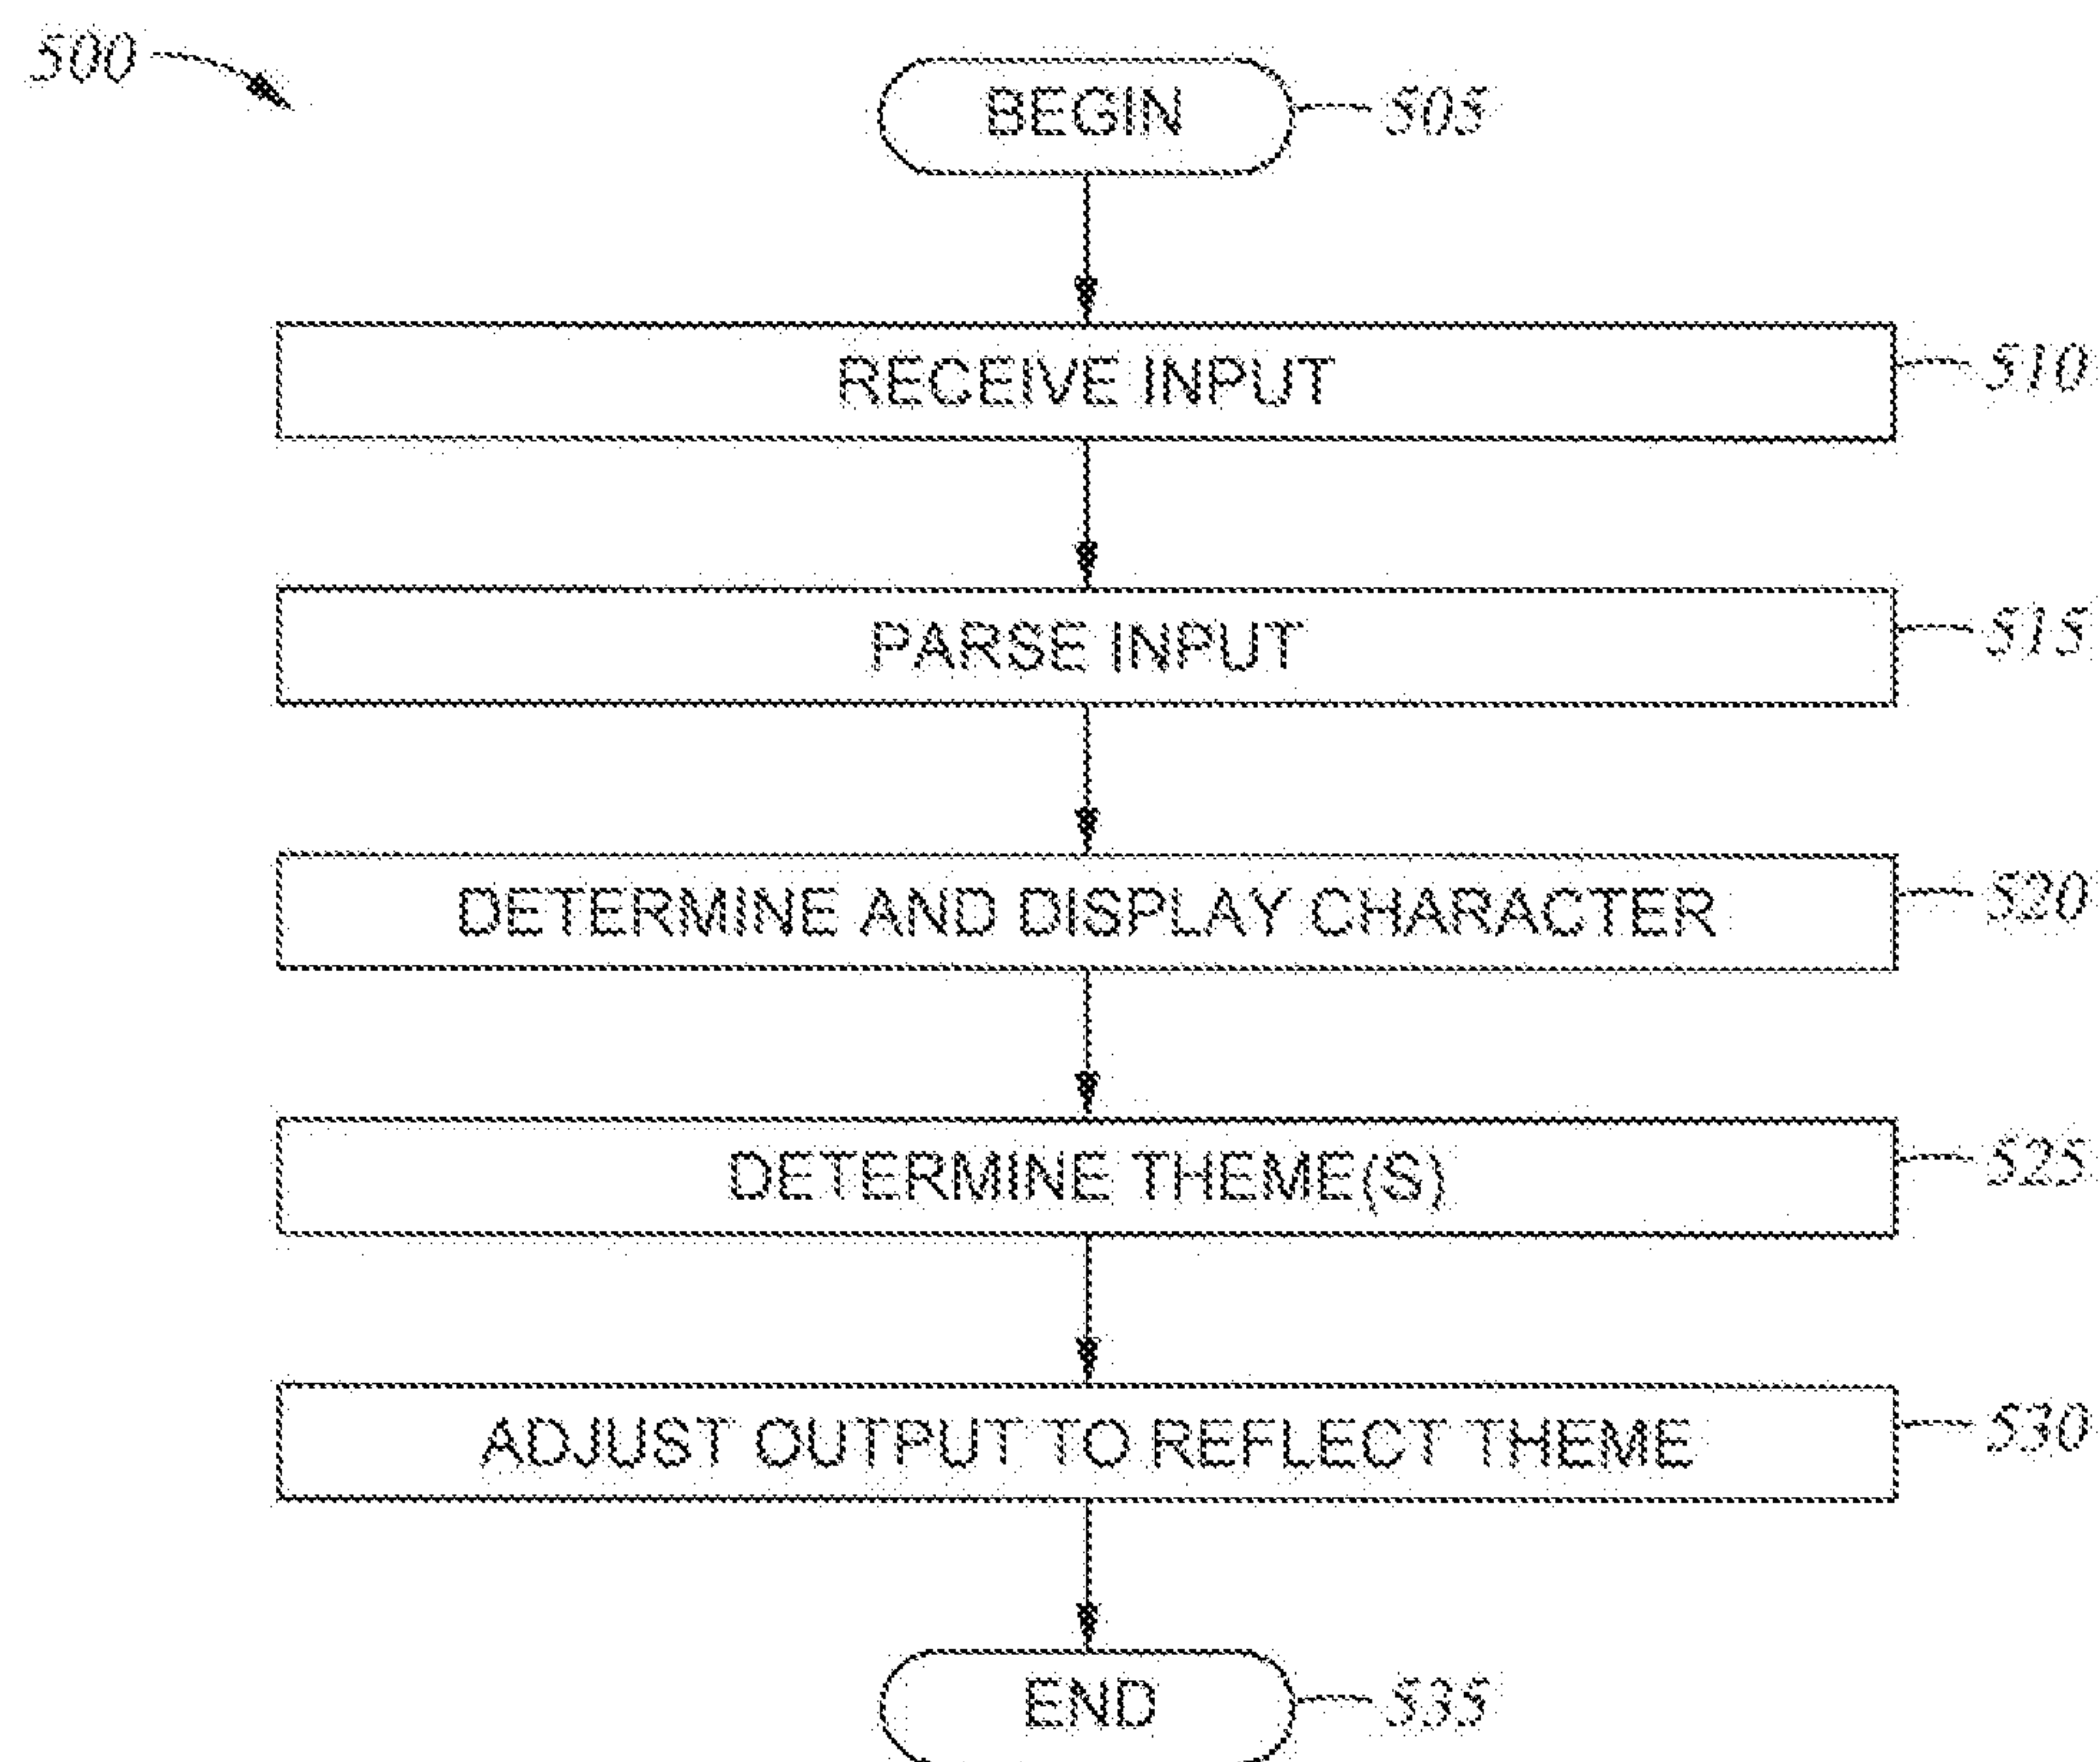 500
BEGIN 505
RECEIVE INPUT 510
PARSE INPUT 515
DETERMINE AND DISPLAY CHARACTER 520
DETERMINE THEME(S) 525
ADJUST OUTPUT TO REFLECT THEME 530
END 535